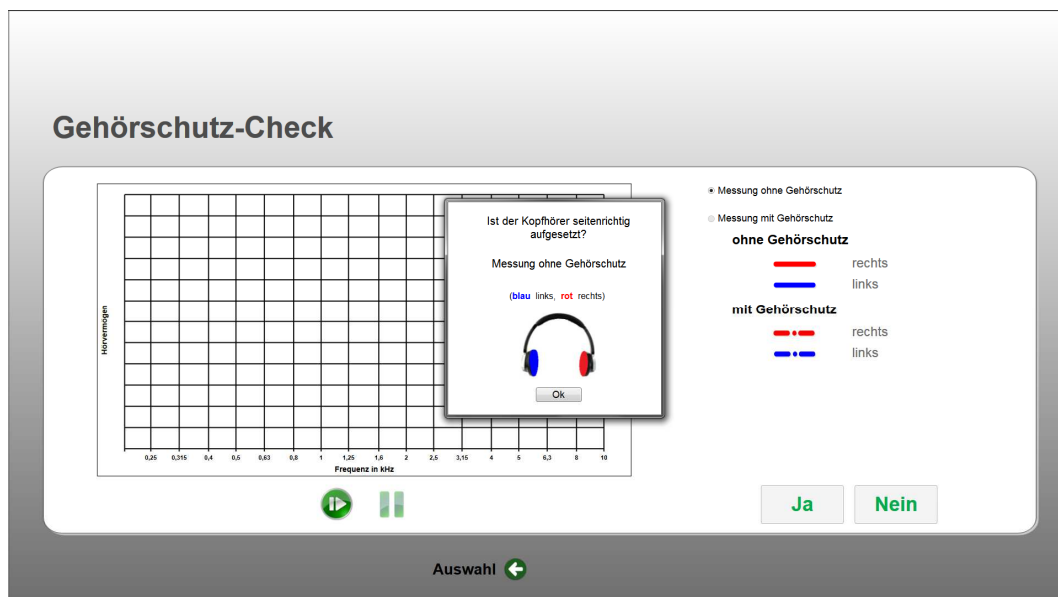 Gehörschutz-Check
Ist der Kopfhörer seitenrichtig
aufgesetzt?
Messung ohne Gehörschutz
(blau links, rot rechts)
Ok
Hörvermögen
0,25 0,315 0,4 0,5 0,63 0,8 1 1,25 1,6 2 2,5 3,15 4 5 6,3 8 10
Frequenz in kHz
Messung ohne Gehörschutz
Messung mit Gehörschutz
ohne Gehörschutz
rechts
links
mit Gehörschutz
rechts
links
Ja Nein
Auswahl